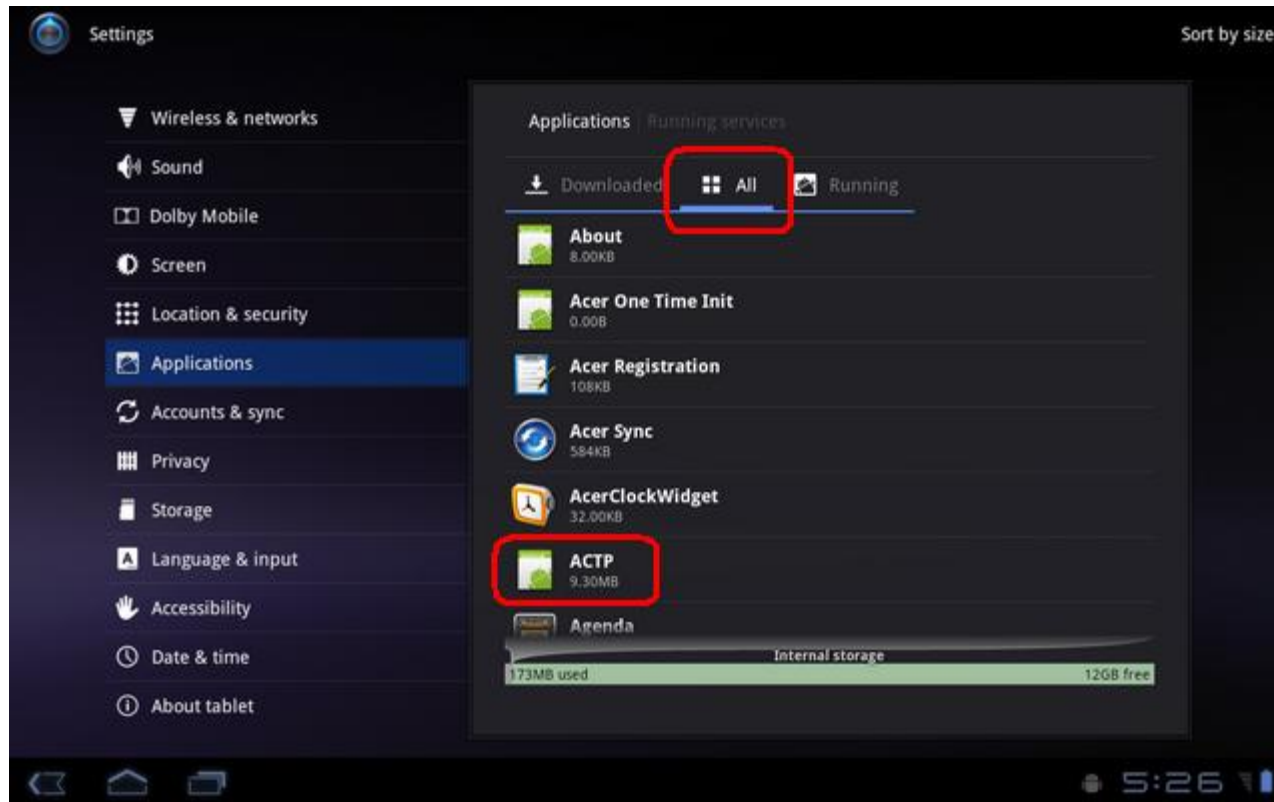 Settings
Sort by size
Wireless & networks
Sound
Dolby Mobile
Screen
Location & security
Applications
Accounts & sync
Privacy
Storage
Language & input
Accessibility
Date & time
About tablet
Applications Running services
Downloaded All Running
About
8.00KB
Acer One Time Init
0.00B
Acer Registration
108KB
Acer Sync
584KB
AcerClockWidget
32.00KB
ACTP
9.30MB
Agenda
Internal storage
173MB used 12GB free
5:26